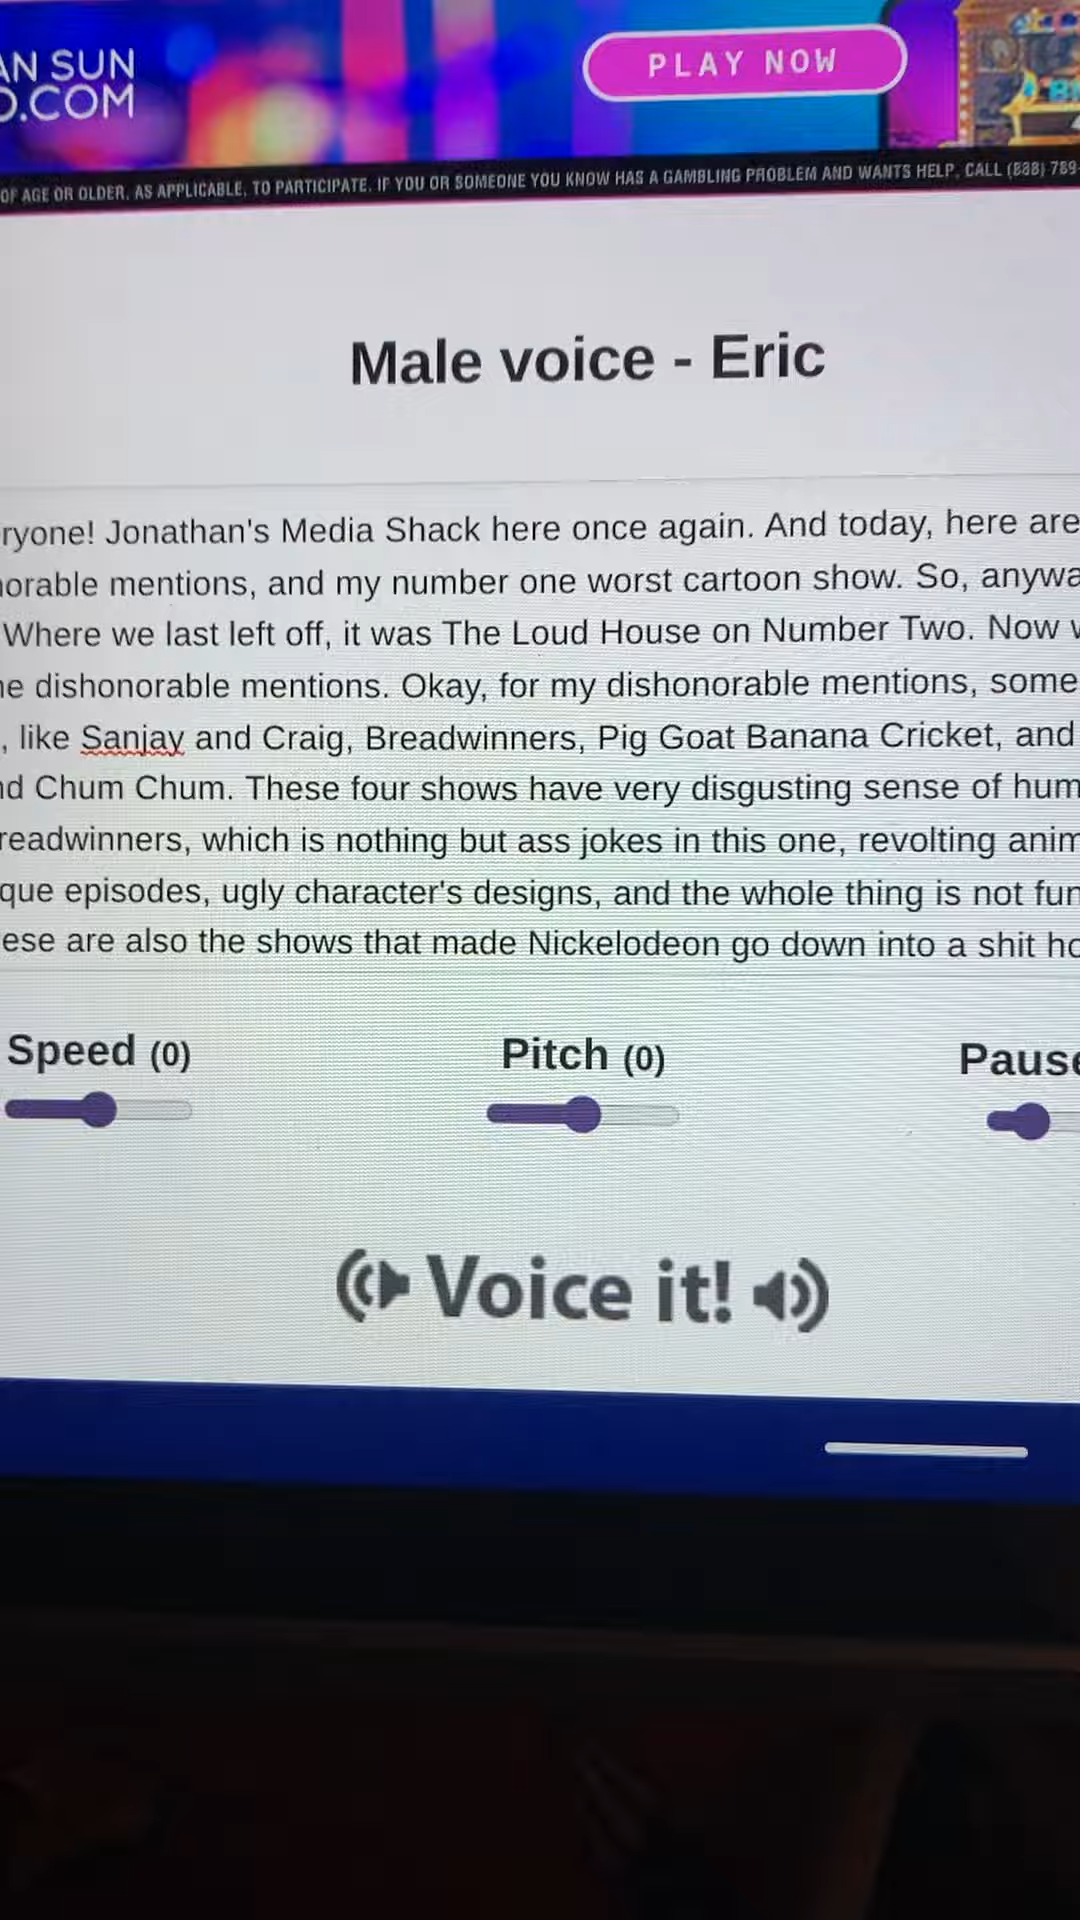 AN SUN
O.COM
PLAY NOW
OF AGE OR OLDER, AS APPLICABLE, TO PARTICIPATE. IF YOU OR SOMEONE YOU KNOW HAS A GAMBLING PROBLEM AND WANTS HELP, CALL (888) 789-
Male voice - Eric
ryone! Jonathan's Media Shack here once again. And today, here are
norable mentions, and my number one worst cartoon show. So, anywa
Where we last left off, it was The Loud House on Number Two. Now w
he dishonorable mentions. Okay, for my dishonorable mentions, some
, like Sanjay and Craig, Breadwinners, Pig Goat Banana Cricket, and
nd Chum Chum. These four shows have very disgusting sense of hum
readwinners, which is nothing but ass jokes in this one, revolting anim
que episodes, ugly character's designs, and the whole thing is not fun
ese are also the shows that made Nickelodeon go down into a shit ho
Speed (0)
Pitch (0)
Pause
Voice it!